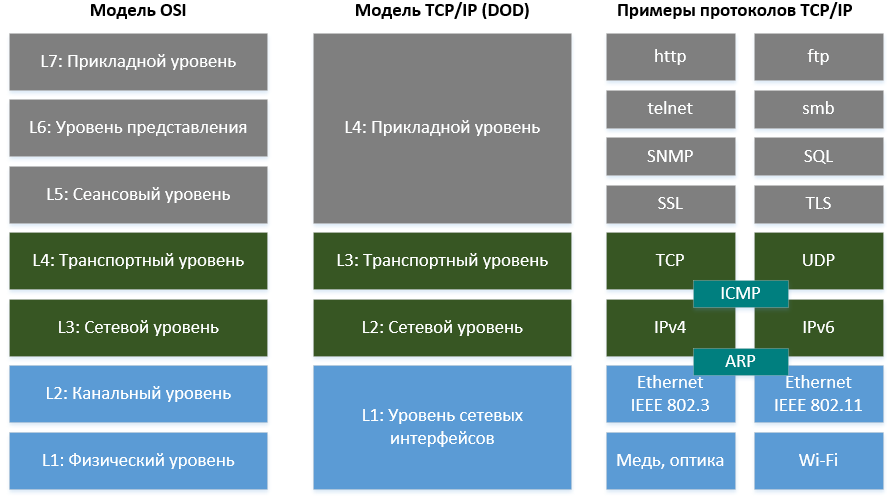 Модель OSI
Модель TCP/IP (DOD)
Примеры протоколов TCP/IP
L7: Прикладной уровень
L6: Уровень представления
L5: Сеансовый уровень
L4: Транспортный уровень
L3: Сетевой уровень
L2: Канальный уровень
L1: Физический уровень
L4: Прикладной уровень
L3: Транспортный уровень
L2: Сетевой уровень
L1: Уровень сетевых
интерфейсов
http
ftp
telnet
smb
SNMP
SQL
SSL
TLS
TCP
UDP
ICMP
IPv4
IPv6
ARP
Ethernet
IEEE 802.3
Ethernet
IEEE 802.11
Медь, оптика
Wi-Fi